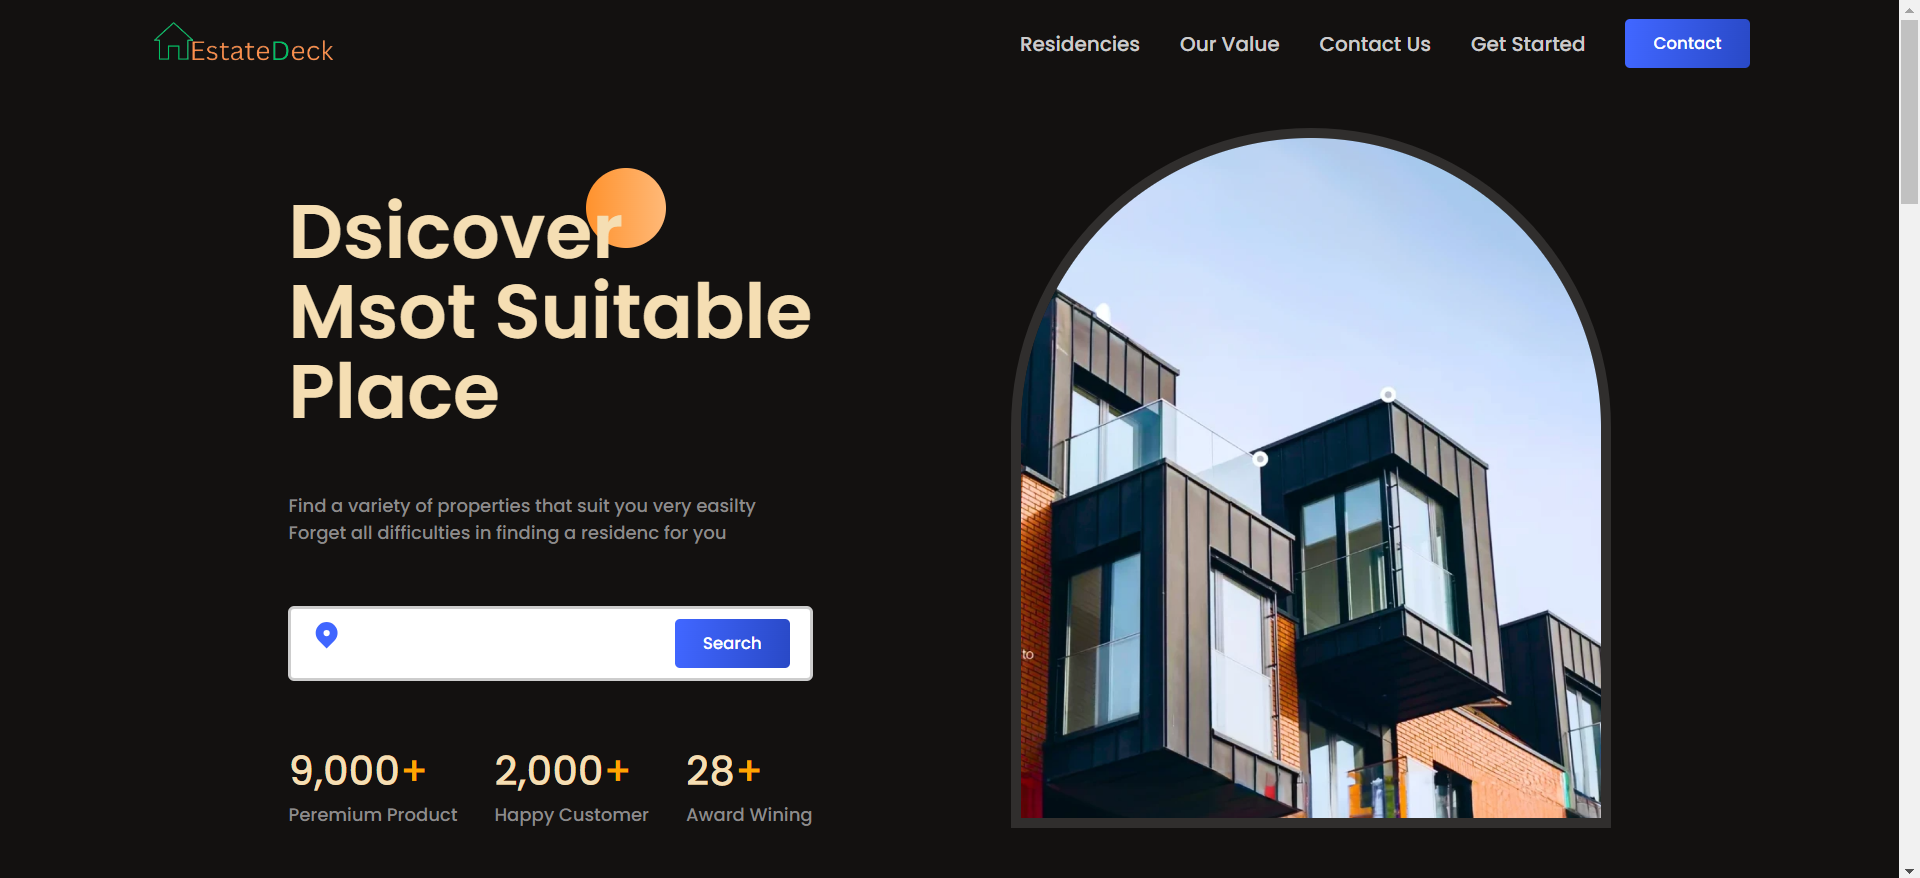 EstateDeck
Residencies
Our Value
Contact Us
Get Started
Contact
Dsicover
Msot Suitable
Place
Find a variety of properties that suit you very easilty
Forget all difficulties in finding a residenc for you
Search
9,000+
2,000+
28+
Peremium Product
Happy Customer
Award Wining
to